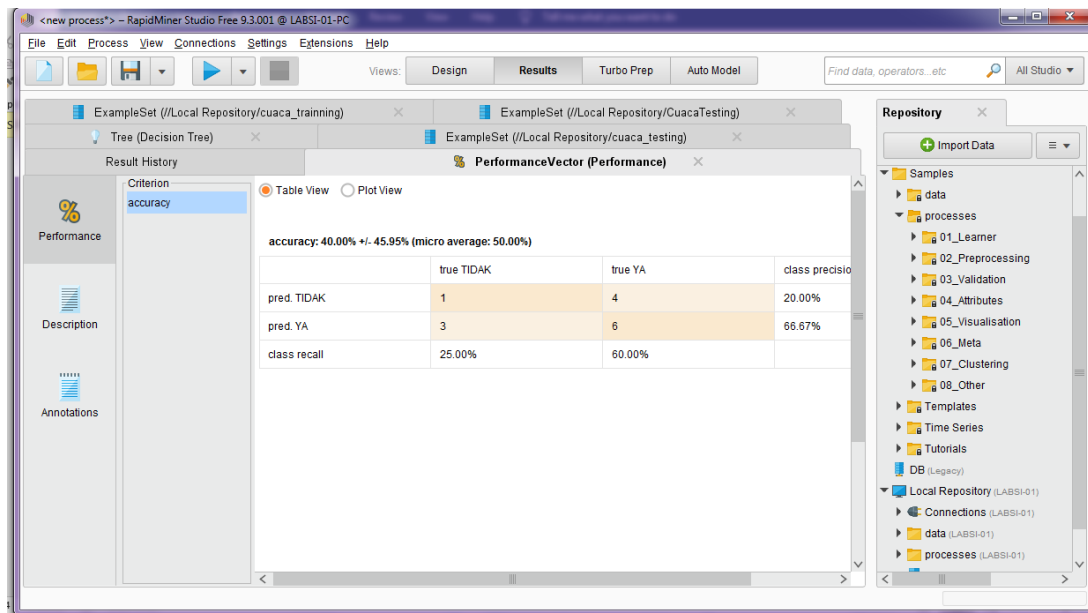 <new process*> – RapidMiner Studio Free 9.3.001 @ LABSI-01-PC
File Edit Process View Connections Settings Extensions Help
Views: Design Results Turbo Prep Auto Model Find data, operators...etc All Studio
ExampleSet (///Local Repository/cuaca_trainning) ExampleSet (///Local Repository/CuacaTesting)
Tree (Decision Tree) ExampleSet (///Local Repository/cuaca_testing)
Result History PerformanceVector (Performance)
Performance
Description
Annotations
Criterion
accuracy
Table View Plot View
accuracy: 40.00% +/- 45.95% (micro average: 50.00%)
true TIDAK true YA class precisio
pred. TIDAK 1 4 20.00%
pred. YA 3 6 66.67%
class recall 25.00% 60.00%
Repository
Import Data
Samples
data
processes
01_Learner
02_Preprocessing
03_Validation
04_Attributes
05_Visualisation
06_Meta
07_Clustering
08_Other
Templates
Time Series
Tutorials
DB (Legacy)
Local Repository (LABSI-01)
Connections (LABSI-01)
data (LABSI-01)
processes (LABSI-01)